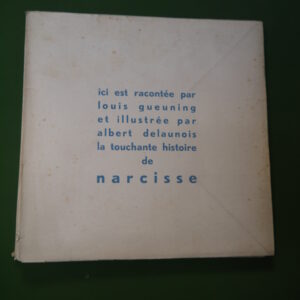 ici est racontée par
louis gueuning
et illustrée par
albert delaunois
la touchante histoire
de
narcisse